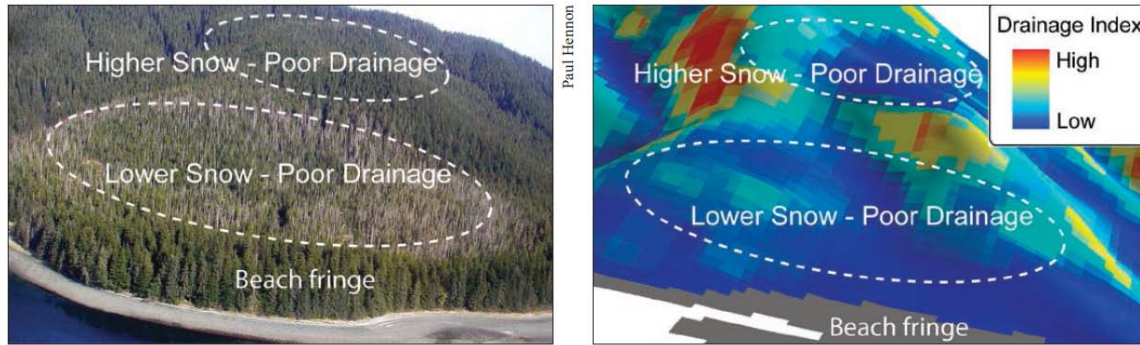 Higher Snow - Poor Drainage
Lower Snow - Poor Drainage
Beach fringe
Paul Hennon
Drainage Index
High
Low
Higher Snow - Poor Drainage
Lower Snow - Poor Drainage
Beach fringe